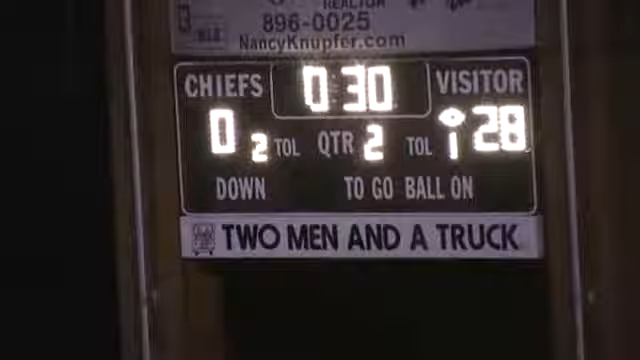 REALTOR
896-0025
NancyKnupfer.com
CHIEFS 0:30 VISITOR
0 2 TOL QTR 2 TOL 1 28
DOWN TO GO BALL ON
TWO MEN AND A TRUCK